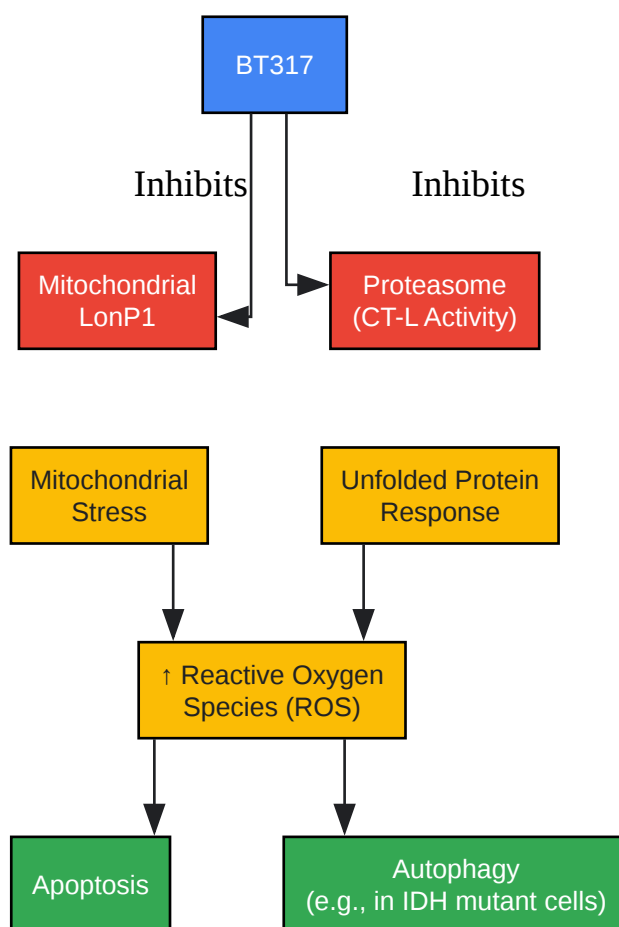 BT317
Inhibits
Inhibits
Mitochondrial
LonP1
Proteasome
(CT-L Activity)
Mitochondrial
Stress
Unfolded Protein
Response
↑ Reactive Oxygen
Species (ROS)
Apoptosis
Autophagy
(e.g., in IDH mutant cells)